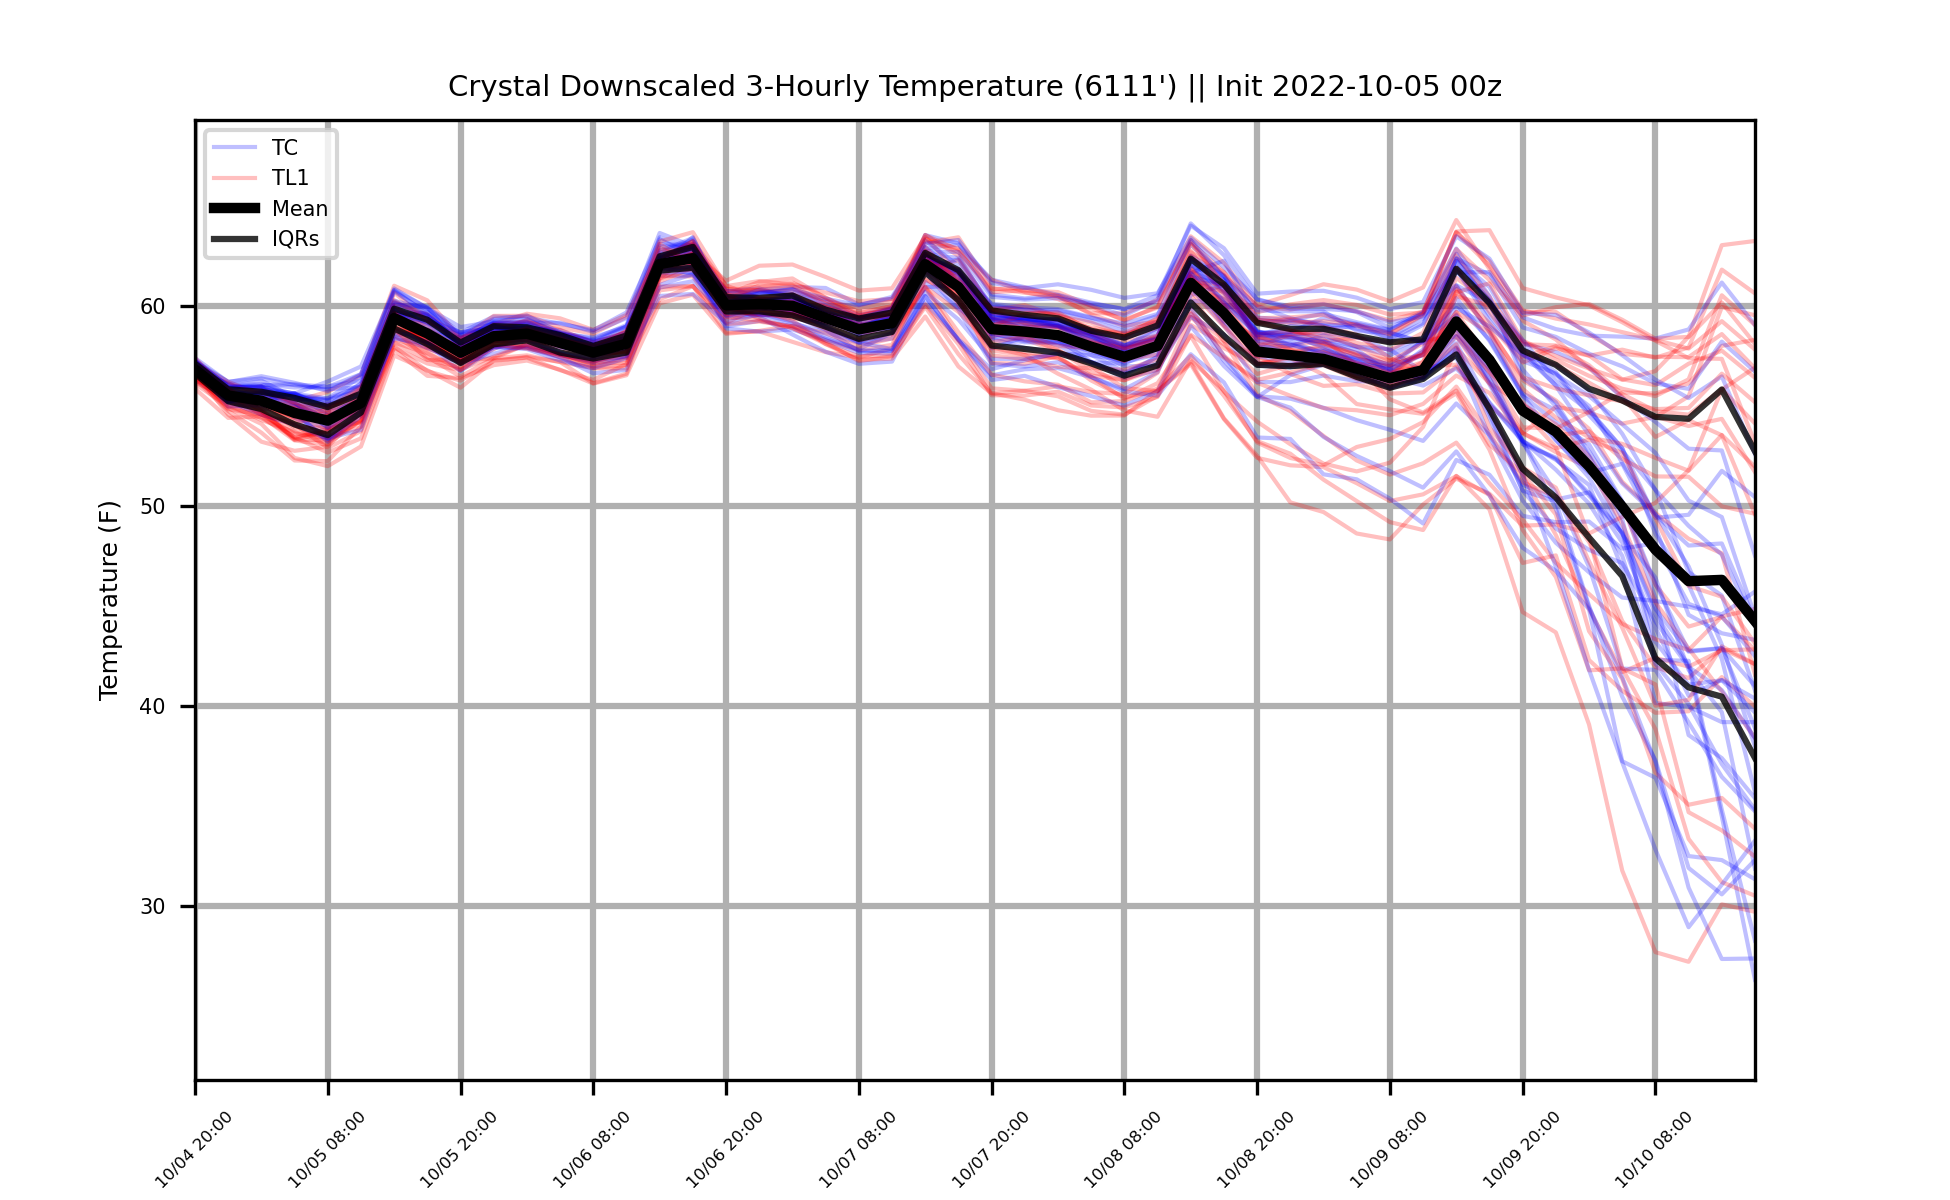 Crystal Downscaled 3-Hourly Temperature (6111') || Init 2022-10-05 00z
TC
TL1
Mean
IQRs
Temperature (F)
60
50
40
30
10/04 20:00
10/05 08:00
10/05 20:00
10/06 08:00
10/06 20:00
10/07 08:00
10/07 20:00
10/08 08:00
10/08 20:00
10/09 08:00
10/09 20:00
10/10 08:00